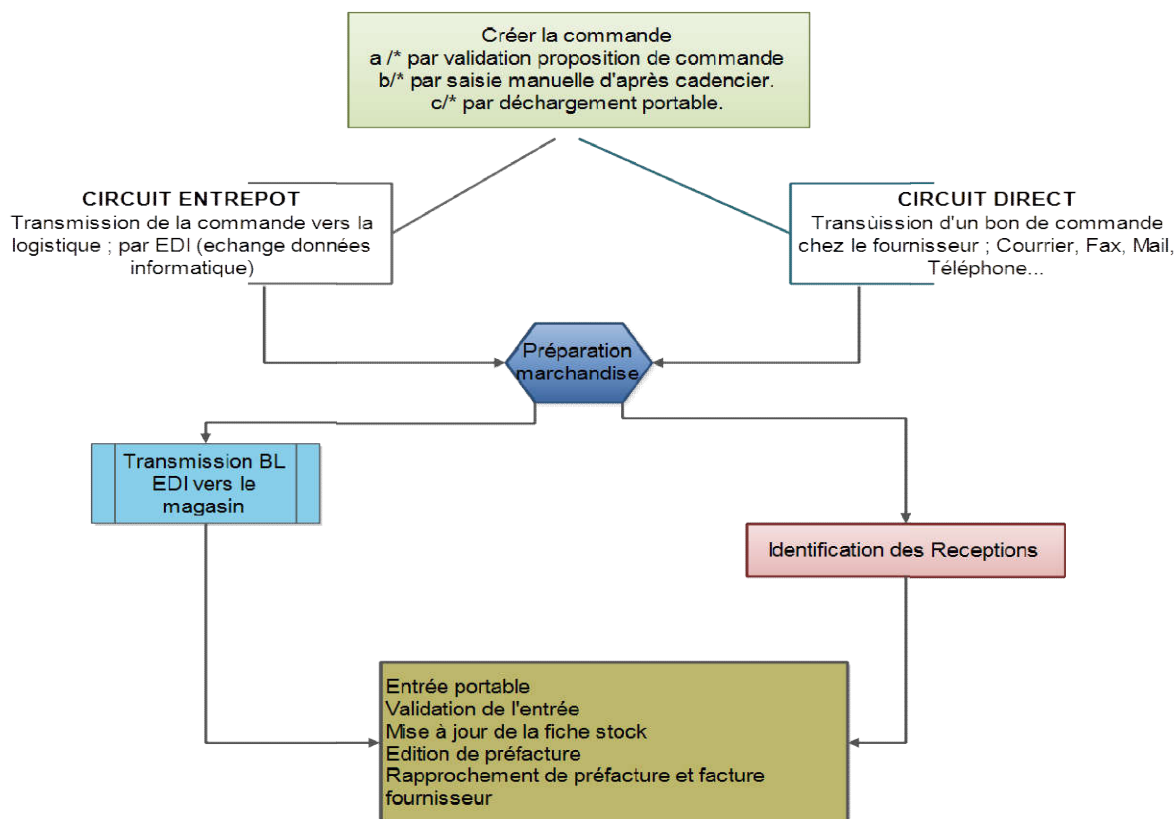 Créer la commande
a /* par validation proposition de commande
b/* par saisie manuelle d'après cadencier.
c/* par déchargement portable.
CIRCUIT ENTREPOT
Transmission de la commande vers la
logistique ; par EDI (echange données
informatique)
CIRCUIT DIRECT
Transùission d'un bon de commande
chez le fournisseur ; Courrier, Fax, Mail,
Téléphone...
Préparation
marchandise
Transmission BL
EDI vers le
magasin
Identification des Receptions
Entrée portable
Validation de l'entrée
Mise à jour de la fiche stock
Edition de préfacture
Rapprochement de préfacture et facture
fournisseur